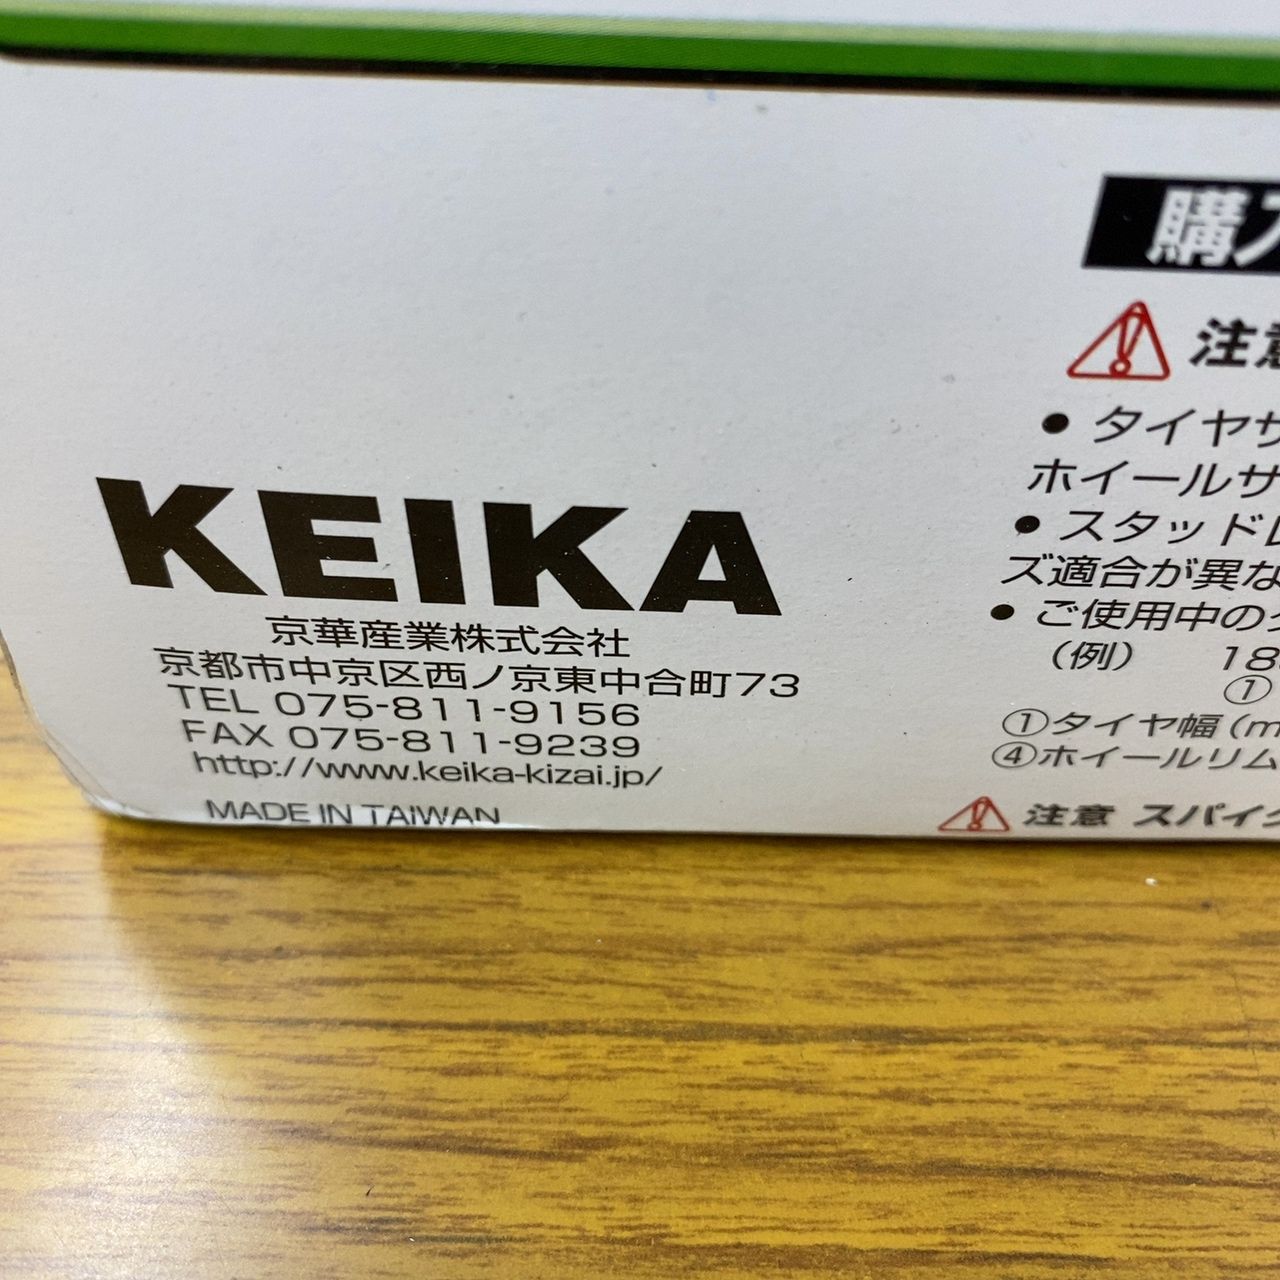 KEIKA
京華産業株式会社
京都市中京区西ノ京東中合町73
TEL 075-811-9156
FAX 075-811-9239
http://www.keika-kizai.jp/
MADE IN TAIWAN
購入
注意
● タイヤサ
ホイールサ
● スタッドレ
ズ適合が異な
● ご使用中のタ
(例) 18
①
①タイヤ幅(m
④ホイールリム
注意 スパイク